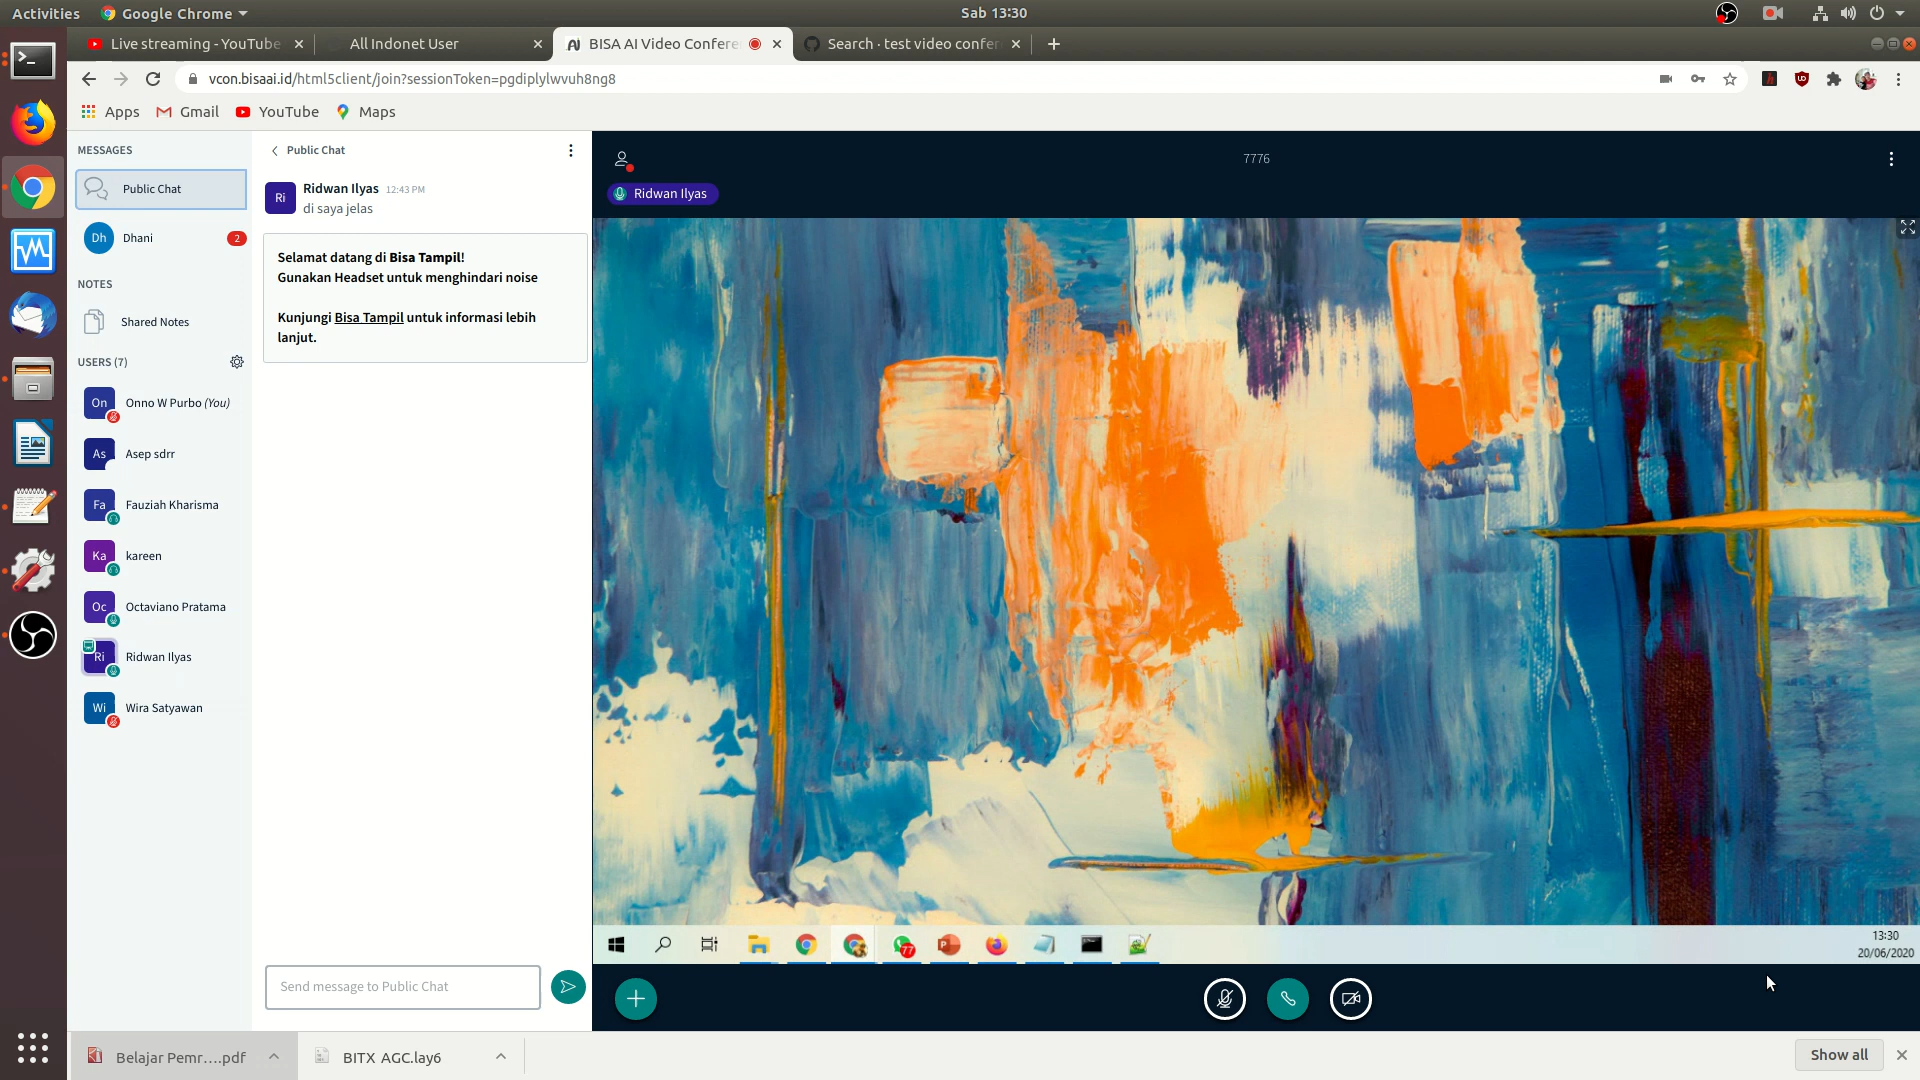 Activities
Google Chrome
Sab 13:30
Live streaming - YouTube
All Indonet User
BISA AI Video Confere
Search · test video confer
vcon.bisaai.id/html5client/join?sessionToken=pgdiplylwvuh8ng8
Apps
Gmail
YouTube
Maps
MESSAGES
Public Chat
Dh
Dhani
2
NOTES
Shared Notes
USERS (7)
On
Onno W Purbo (You)
As
Asep sdrr
Fa
Fauziah Kharisma
Ka
kareen
Oc
Octaviano Pratama
Ri
Ridwan Ilyas
Wi
Wira Satyawan
Public Chat
Ri
Ridwan Ilyas 12:43 PM
di saya jelas
Selamat datang di Bisa Tampil!
Gunakan Headset untuk menghindari noise
Kunjungi Bisa Tampil untuk informasi lebih
lanjut.
Send message to Public Chat
7776
Ridwan Ilyas
77
13:30
20/06/2020
Belajar Pemr....pdf
BITX AGC.lay6
Show all